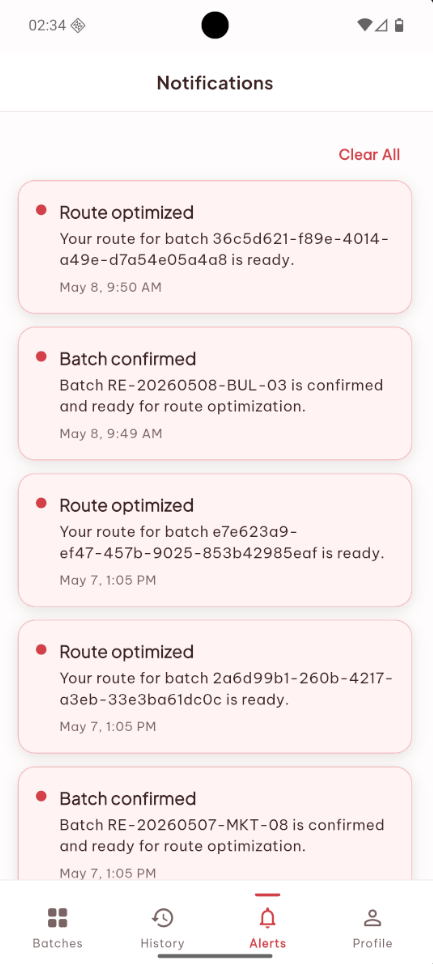 02:34
Notifications
Clear All
Route optimized
Your route for batch 36c5d621-f89e-4014-
a49e-d7a54e05a4a8 is ready.
May 8, 9:50 AM
Batch confirmed
Batch RE-20260508-BUL-03 is confirmed
and ready for route optimization.
May 8, 9:49 AM
Route optimized
Your route for batch e7e623a9-
ef47-457b-9025-853b42985eaf is ready.
May 7, 1:05 PM
Route optimized
Your route for batch 2a6d99b1-260b-4217-
a3eb-33e3ba61dc0c is ready.
May 7, 1:05 PM
Batch confirmed
Batch RE-20260507-MKT-08 is confirmed
and ready for route optimization.
May 7, 1:05 PM
Batches
History
Alerts
Profile